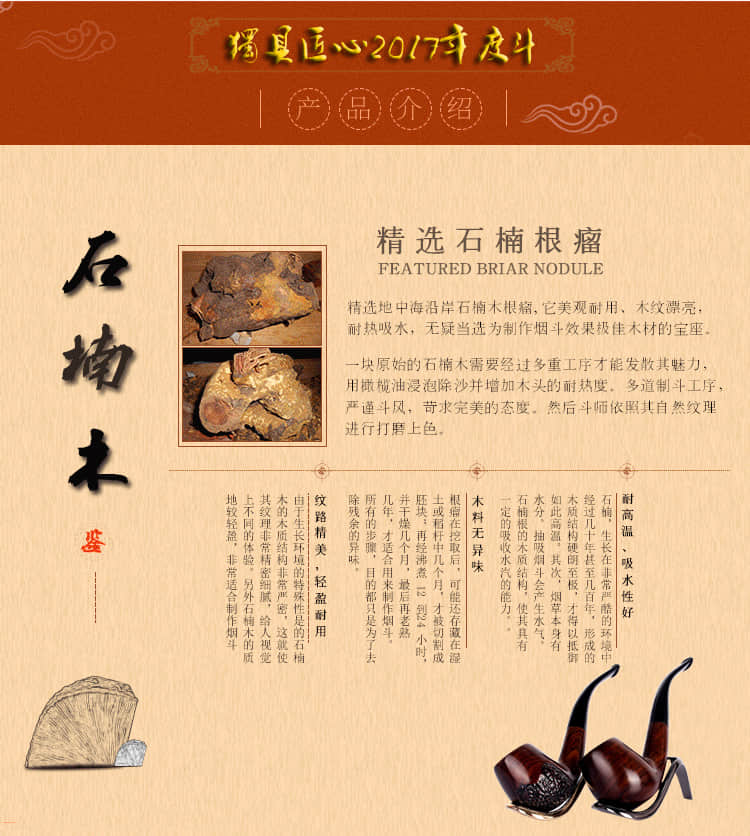 独具匠心2017年度斗
产品介绍
石楠木
鉴
精选石楠根瘤
FEATURED BRIAR NODULE
精选地中海沿岸石楠木根瘤,它美观耐用、木纹漂亮,
耐热吸水，无疑当选为制作烟斗效果极佳木材的宝座。
一块原始的石楠木需要经过多重工序才能发散其魅力,
用橄榄油浸泡除沙并增加木头的耐热度。多道制斗工序,
严谨斗风，苛求完美的态度。然后斗师依照其自然纹理
进行打磨上色。
耐高温、吸水性好
石楠，生长在非常严酷的环境中
经过几十年甚至几百年，形成的
木质结构硬朗至极，才得以抵御
如此高温。其次，烟草本身有
水分，抽吸烟斗会产生水气、
石楠根的木质结构，使其具有
一定的吸收水汽的能力。。
木料无异味
根瘤在挖取后，可能还存藏在湿
土或稻秆中几个月，才被切割成
胚块；再经沸煮 12 到24 小时,
并干燥几个月，最后再老熟
几年，才适合用来制作烟斗。
所有的步骤，目的都只是为了去
除残余的异味。
纹路精美，轻盈耐用
由于生长环境的特殊性是的石楠
木的木质结构非常严密，这就使
其纹理非常精密细腻，给人视觉
上不同的体验。另外石楠木的质
地较轻盈，非常适合制作烟斗